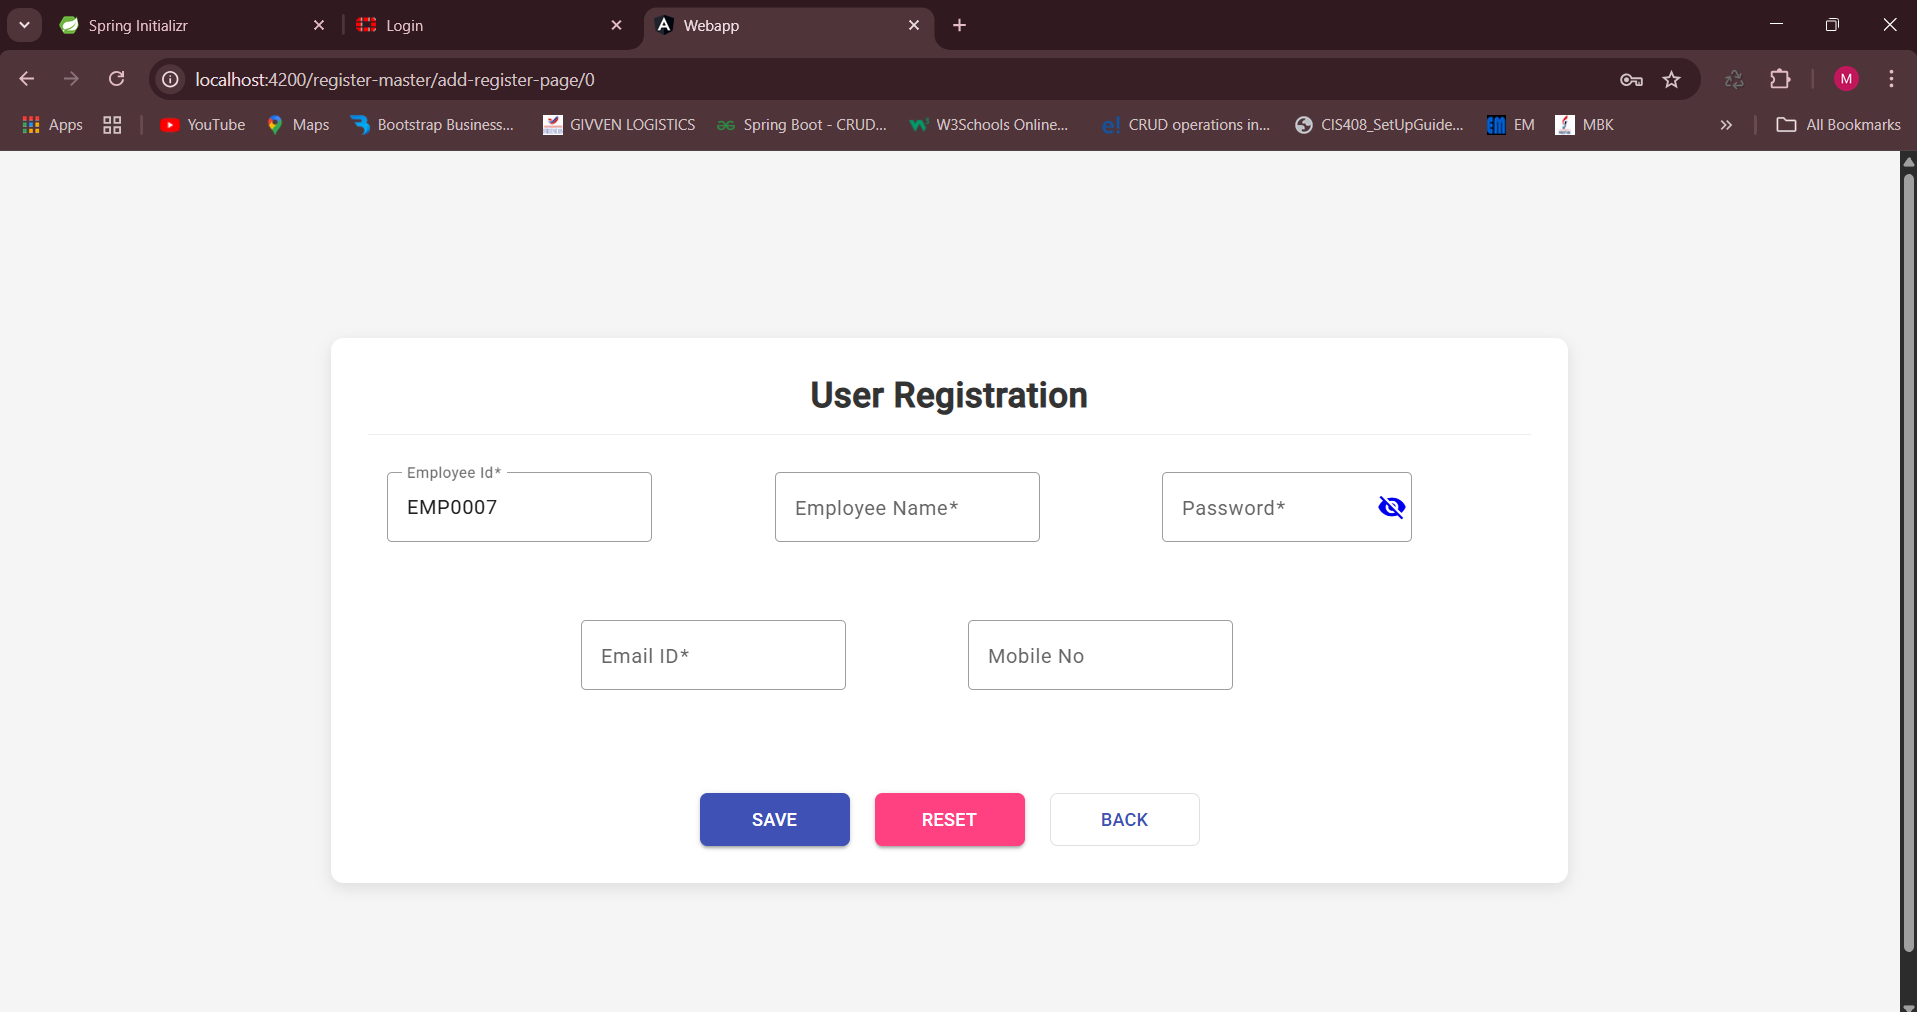 Spring Initializr
Login
Webapp
localhost:4200/register-master/add-register-page/0
M
Apps
YouTube
Maps
Bootstrap Business...
GIVVEN LOGISTICS
Spring Boot - CRUD...
W3Schools Online...
CRUD operations in...
CIS408_SetUpGuide...
EM
MBK
All Bookmarks
User Registration
Employee Id*
EMP0007
Employee Name*
Password*
Email ID*
Mobile No
SAVE
RESET
BACK